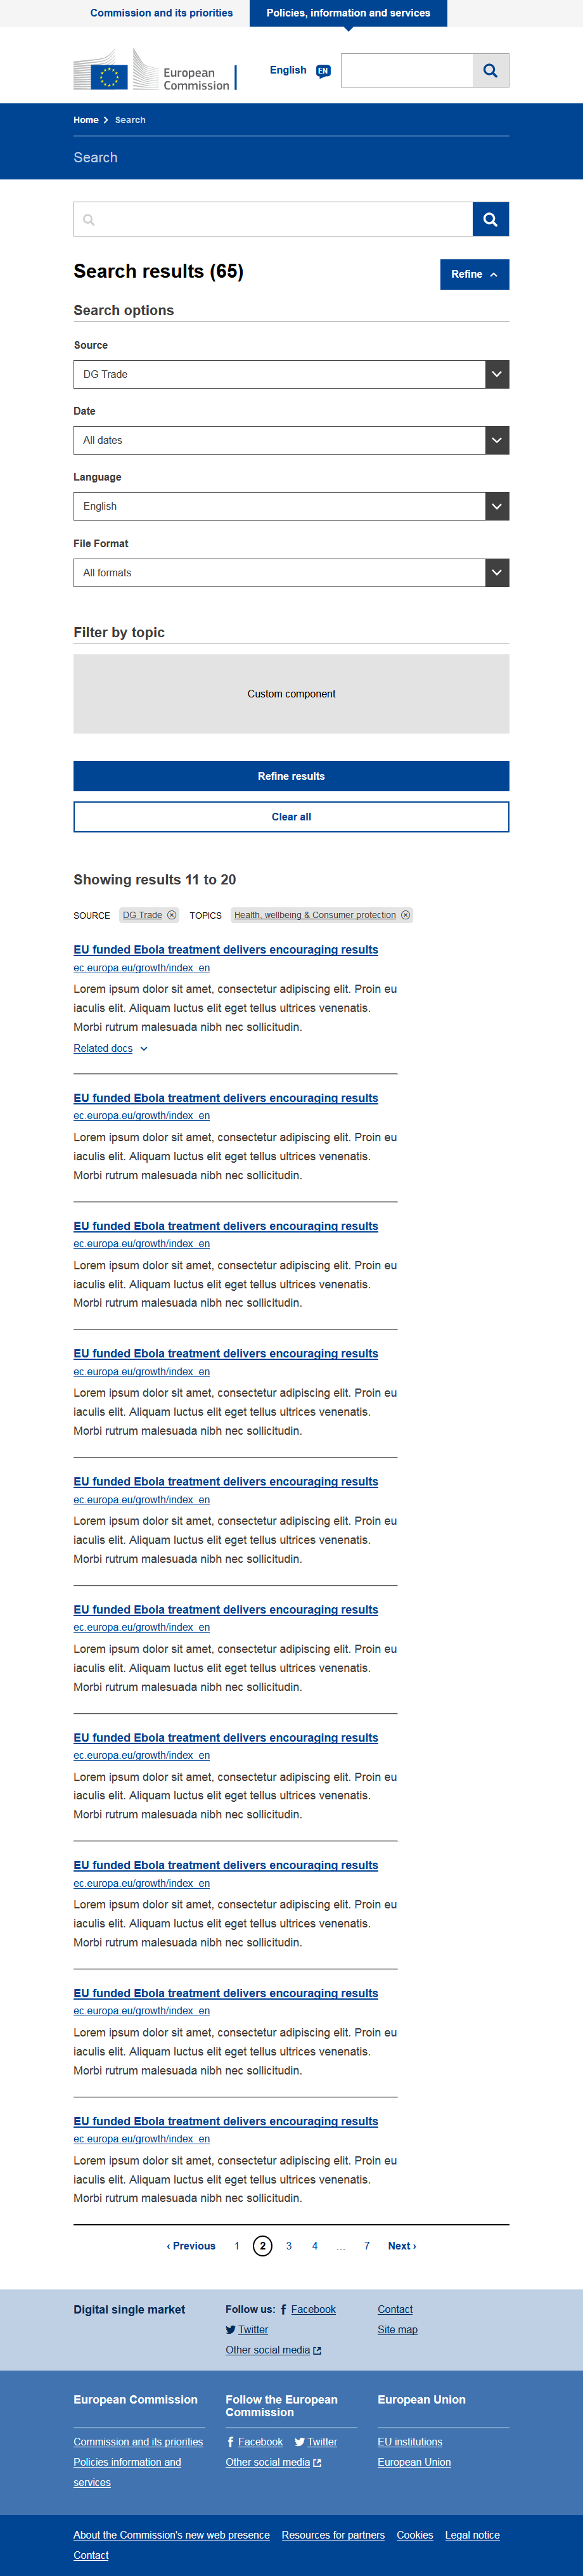 Commission and its priorities
Policies, information and services
European
Commission
English EN
Home
Search
Search
Search results (65)
Refine
Search options
Source
DG Trade
Date
All dates
Language
English
File Format
All formats
Filter by topic
Custom component
Refine results
Clear all
Showing results 11 to 20
SOURCE DG Trade TOPICS Health, wellbeing & Consumer protection
EU funded Ebola treatment delivers encouraging results
ec.europa.eu/growth/index_en
Lorem ipsum dolor sit amet, consectetur adipiscing elit. Proin eu
iaculis elit. Aliquam luctus elit eget tellus ultrices venenatis.
Morbi rutrum malesuada nibh nec sollicitudin.
Related docs
EU funded Ebola treatment delivers encouraging results
ec.europa.eu/growth/index_en
Lorem ipsum dolor sit amet, consectetur adipiscing elit. Proin eu
iaculis elit. Aliquam luctus elit eget tellus ultrices venenatis.
Morbi rutrum malesuada nibh nec sollicitudin.
EU funded Ebola treatment delivers encouraging results
ec.europa.eu/growth/index_en
Lorem ipsum dolor sit amet, consectetur adipiscing elit. Proin eu
iaculis elit. Aliquam luctus elit eget tellus ultrices venenatis.
Morbi rutrum malesuada nibh nec sollicitudin.
EU funded Ebola treatment delivers encouraging results
ec.europa.eu/growth/index_en
Lorem ipsum dolor sit amet, consectetur adipiscing elit. Proin eu
iaculis elit. Aliquam luctus elit eget tellus ultrices venenatis.
Morbi rutrum malesuada nibh nec sollicitudin.
EU funded Ebola treatment delivers encouraging results
ec.europa.eu/growth/index_en
Lorem ipsum dolor sit amet, consectetur adipiscing elit. Proin eu
iaculis elit. Aliquam luctus elit eget tellus ultrices venenatis.
Morbi rutrum malesuada nibh nec sollicitudin.
EU funded Ebola treatment delivers encouraging results
ec.europa.eu/growth/index_en
Lorem ipsum dolor sit amet, consectetur adipiscing elit. Proin eu
iaculis elit. Aliquam luctus elit eget tellus ultrices venenatis.
Morbi rutrum malesuada nibh nec sollicitudin.
EU funded Ebola treatment delivers encouraging results
ec.europa.eu/growth/index_en
Lorem ipsum dolor sit amet, consectetur adipiscing elit. Proin eu
iaculis elit. Aliquam luctus elit eget tellus ultrices venenatis.
Morbi rutrum malesuada nibh nec sollicitudin.
EU funded Ebola treatment delivers encouraging results
ec.europa.eu/growth/index_en
Lorem ipsum dolor sit amet, consectetur adipiscing elit. Proin eu
iaculis elit. Aliquam luctus elit eget tellus ultrices venenatis.
Morbi rutrum malesuada nibh nec sollicitudin.
EU funded Ebola treatment delivers encouraging results
ec.europa.eu/growth/index_en
Lorem ipsum dolor sit amet, consectetur adipiscing elit. Proin eu
iaculis elit. Aliquam luctus elit eget tellus ultrices venenatis.
Morbi rutrum malesuada nibh nec sollicitudin.
EU funded Ebola treatment delivers encouraging results
ec.europa.eu/growth/index_en
Lorem ipsum dolor sit amet, consectetur adipiscing elit. Proin eu
iaculis elit. Aliquam luctus elit eget tellus ultrices venenatis.
Morbi rutrum malesuada nibh nec sollicitudin.
‹ Previous 1 2 3 4 ... 7 Next ›
Digital single market
Follow us: Facebook
Twitter
Other social media
Contact
Site map
European Commission
Commission and its priorities
Policies information and
services
Follow the European
Commission
Facebook Twitter
Other social media
European Union
EU institutions
European Union
About the Commission's new web presence Resources for partners Cookies Legal notice
Contact